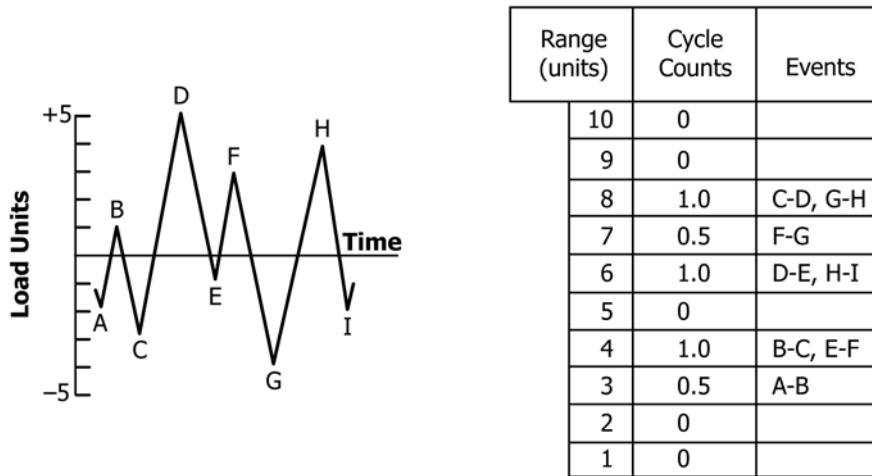 +5
–5
Load Units
Time
A
B
C
D
E
F
G
H
I
Range (units) Cycle Counts Events
10 0
9 0
8 1.0 C-D, G-H
7 0.5 F-G
6 1.0 D-E, H-I
5 0
4 1.0 B-C, E-F
3 0.5 A-B
2 0
1 0